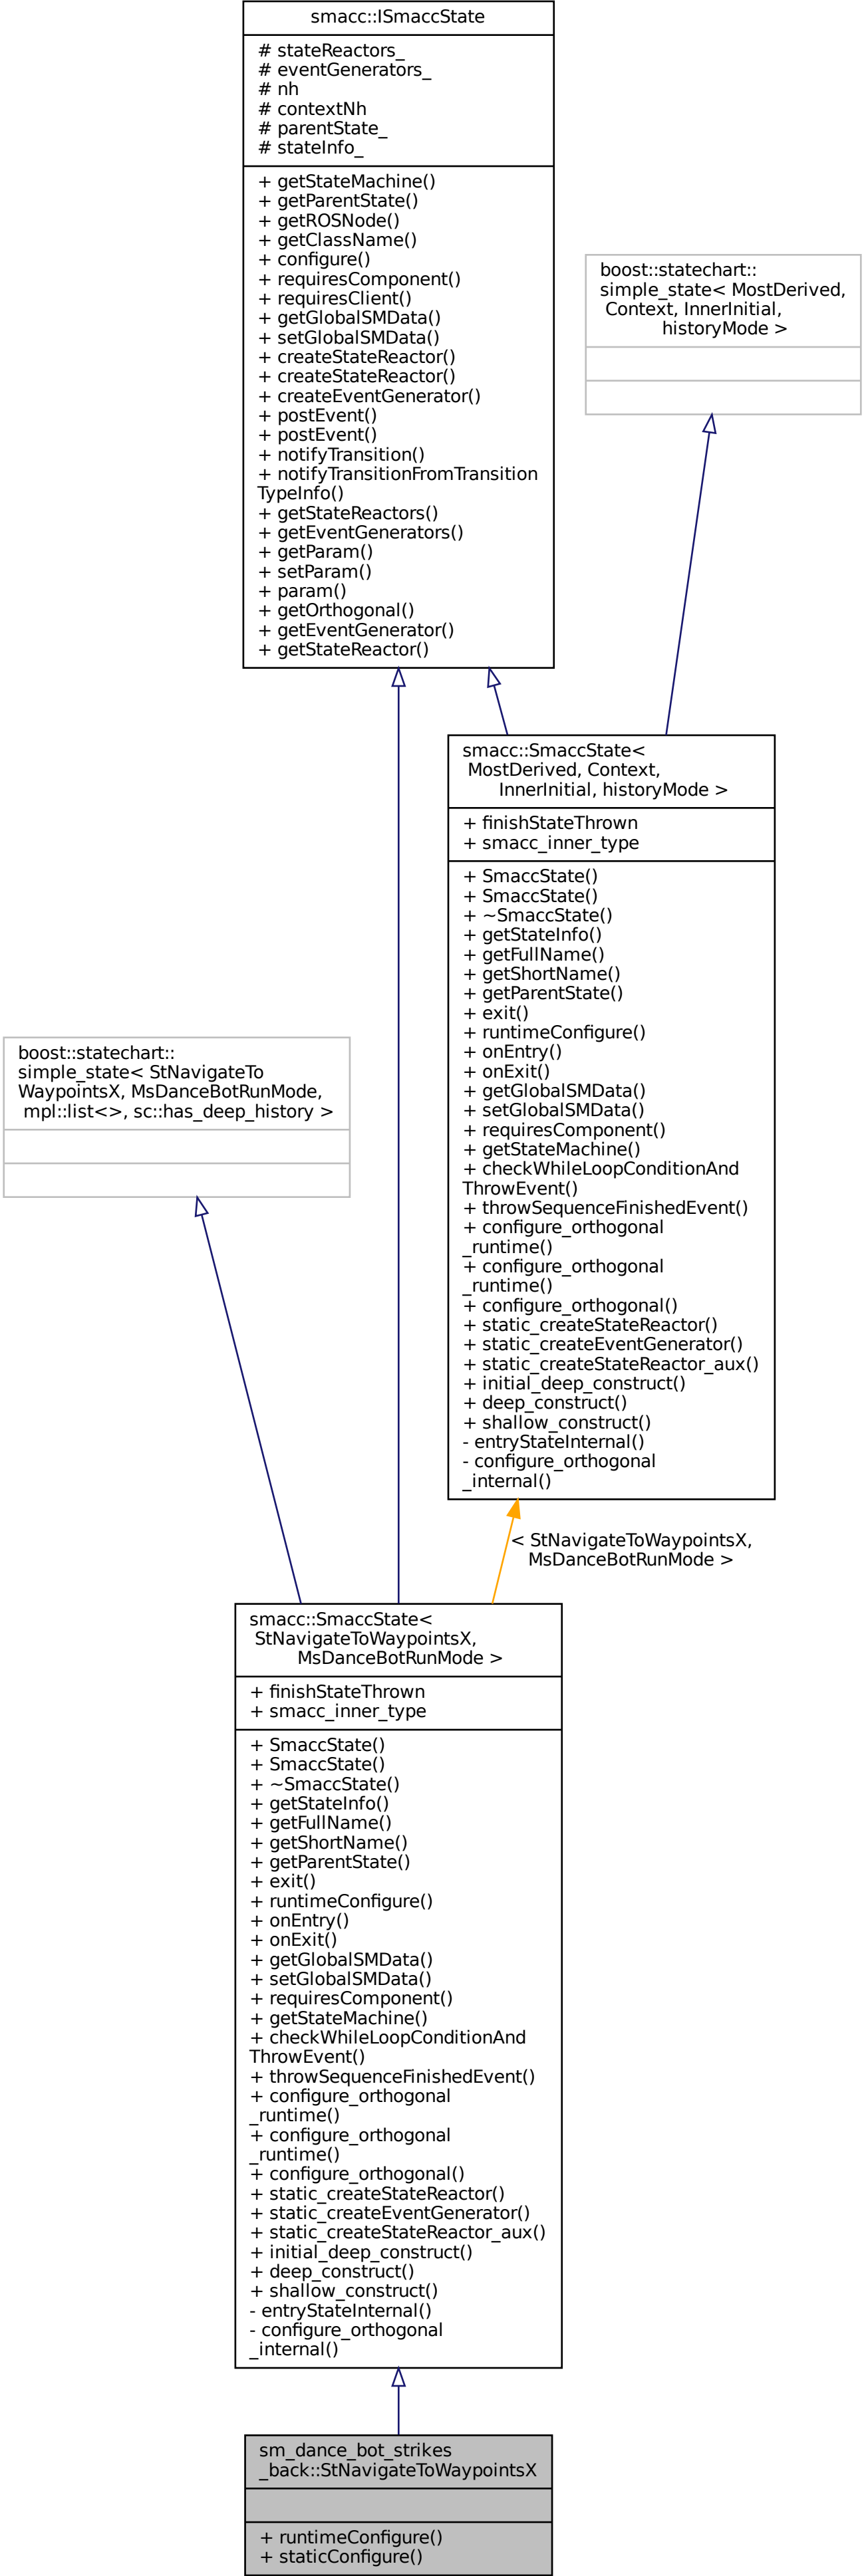 smacc::ISmaccState
# stateReactors_
# eventGenerators_
# nh
# contextNh
# parentState_
# stateInfo_
+ getStateMachine()
+ getParentState()
+ getROSNode()
+ getClassName()
+ configure()
+ requiresComponent()
+ requiresClient()
+ getGlobalSMData()
+ setGlobalSMData()
+ createStateReactor()
+ createStateReactor()
+ createEventGenerator()
+ postEvent()
+ postEvent()
+ notifyTransition()
+ notifyTransitionFromTransition
TypeInfo()
+ getStateReactors()
+ getEventGenerators()
+ getParam()
+ setParam()
+ param()
+ getOrthogonal()
+ getEventGenerator()
+ getStateReactor()
boost::statechart::
simple_state< MostDerived,
Context, InnerInitial,
historyMode >
smacc::SmaccState<
MostDerived, Context,
InnerInitial, historyMode >
+ finishStateThrown
+ smacc_inner_type
+ SmaccState()
+ SmaccState()
+ ~SmaccState()
+ getStateInfo()
+ getFullName()
+ getShortName()
+ getParentState()
+ exit()
+ runtimeConfigure()
+ onEntry()
+ onExit()
+ getGlobalSMData()
+ setGlobalSMData()
+ requiresComponent()
+ getStateMachine()
+ checkWhileLoopConditionAnd
ThrowEvent()
+ throwSequenceFinishedEvent()
+ configure_orthogonal
_runtime()
+ configure_orthogonal
_runtime()
+ configure_orthogonal()
+ static_createStateReactor()
+ static_createEventGenerator()
+ static_createStateReactor_aux()
+ initial_deep_construct()
+ deep_construct()
+ shallow_construct()
- entryStateInternal()
- configure_orthogonal
_internal()
boost::statechart::
simple_state< StNavigateTo
WaypointsX, MsDanceBotRunMode,
mpl::list<>, sc::has_deep_history >
< StNavigateToWaypointsX,
MsDanceBotRunMode >
smacc::SmaccState<
StNavigateToWaypointsX,
MsDanceBotRunMode >
+ finishStateThrown
+ smacc_inner_type
+ SmaccState()
+ SmaccState()
+ ~SmaccState()
+ getStateInfo()
+ getFullName()
+ getShortName()
+ getParentState()
+ exit()
+ runtimeConfigure()
+ onEntry()
+ onExit()
+ getGlobalSMData()
+ setGlobalSMData()
+ requiresComponent()
+ getStateMachine()
+ checkWhileLoopConditionAnd
ThrowEvent()
+ throwSequenceFinishedEvent()
+ configure_orthogonal
_runtime()
+ configure_orthogonal
_runtime()
+ configure_orthogonal()
+ static_createStateReactor()
+ static_createEventGenerator()
+ static_createStateReactor_aux()
+ initial_deep_construct()
+ deep_construct()
+ shallow_construct()
- entryStateInternal()
- configure_orthogonal
_internal()
sm_dance_bot_strikes
_back::StNavigateToWaypointsX
+ runtimeConfigure()
+ staticConfigure()